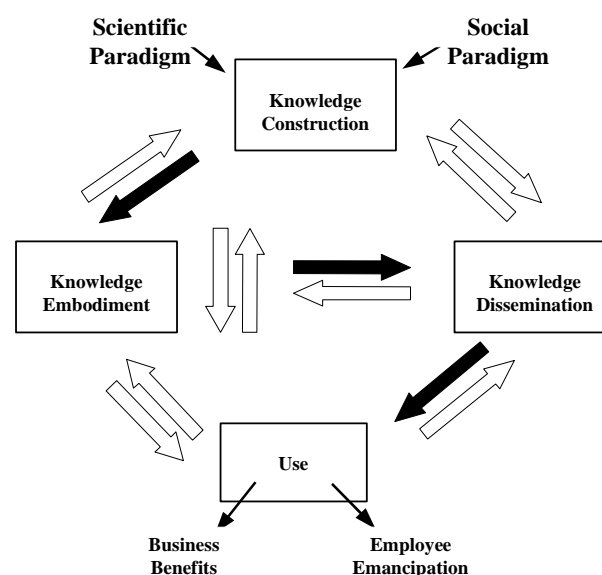 Scientific
Paradigm
Social
Paradigm
Knowledge
Construction
Knowledge
Embodiment
Knowledge
Dissemination
Use
Business
Benefits
Employee
Emancipation